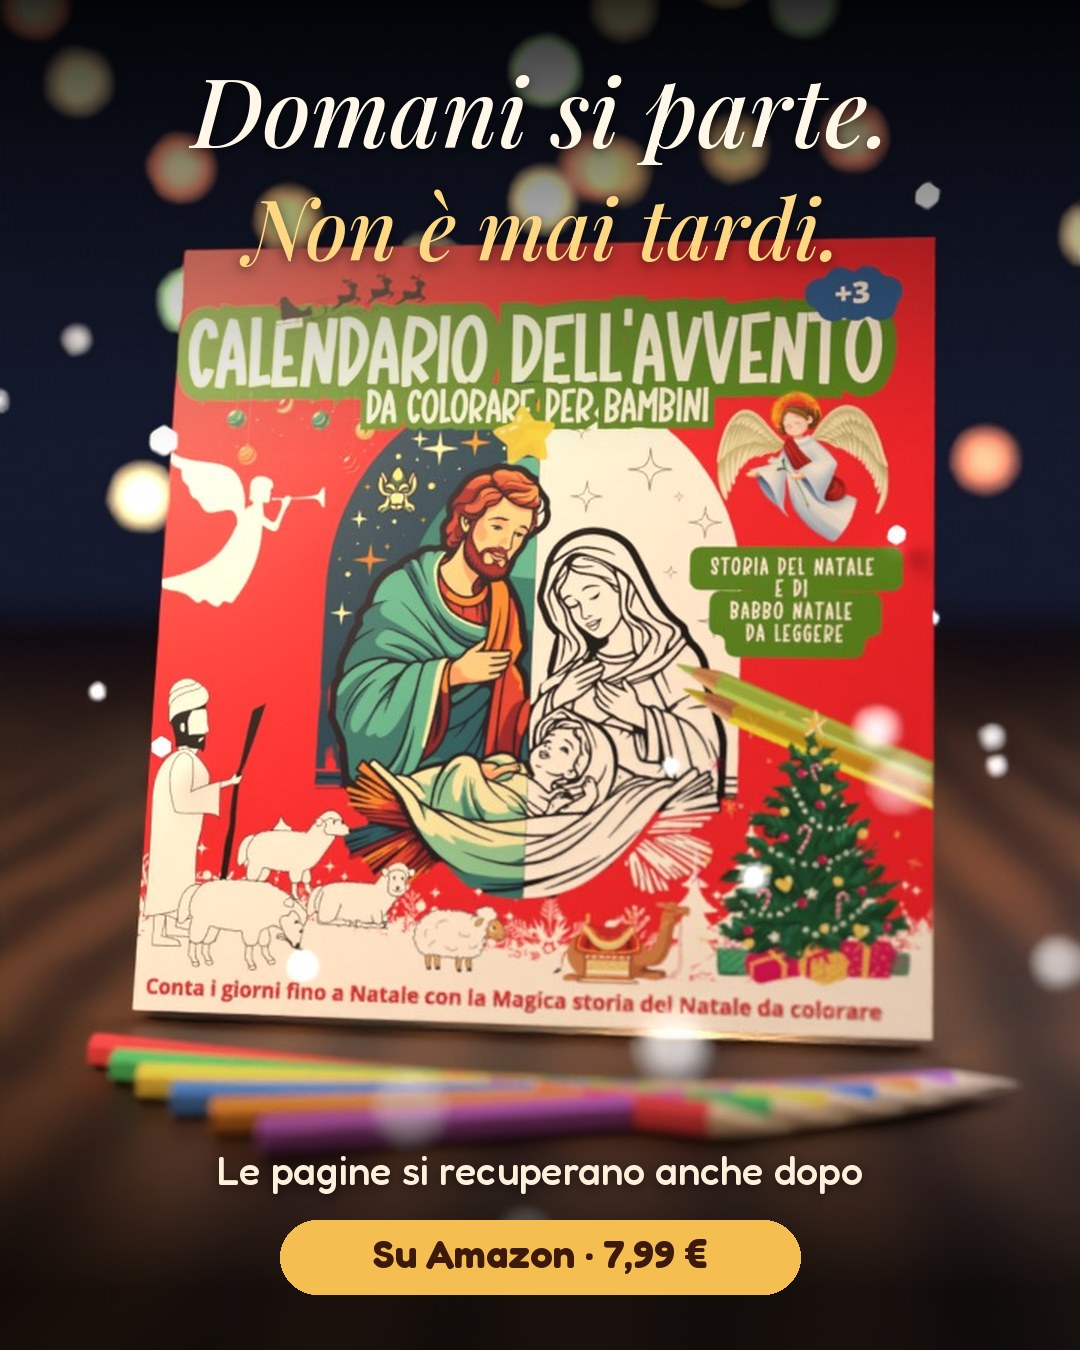 Domani si parte.
Non è mai tardi.
+3
CALENDARIO DELL'AVVENTO
DA COLORARE PER BAMBINI
STORIA DEL NATALE
E DI
BABBO NATALE
DA LEGGERE
Conta i giorni fino a Natale con la Magica storia del Natale da colorare
Le pagine si recuperano anche dopo
Su Amazon · 7,99 €